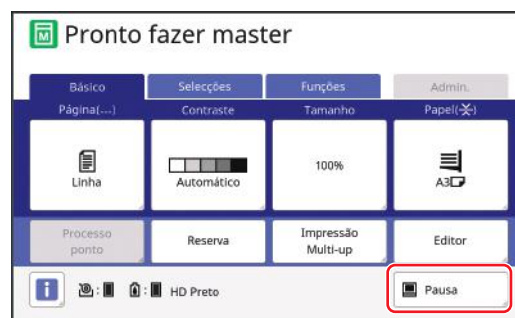 Pronto fazer master
Básico
Selecções
Funções
Admin.
Página(---)
Contraste
Tamanho
Papel(
)
Linha
Automático
100%
A3
Processo
ponto
Reserva
Impressão
Multi-up
Editor
i
:
:
HD Preto
Pausa